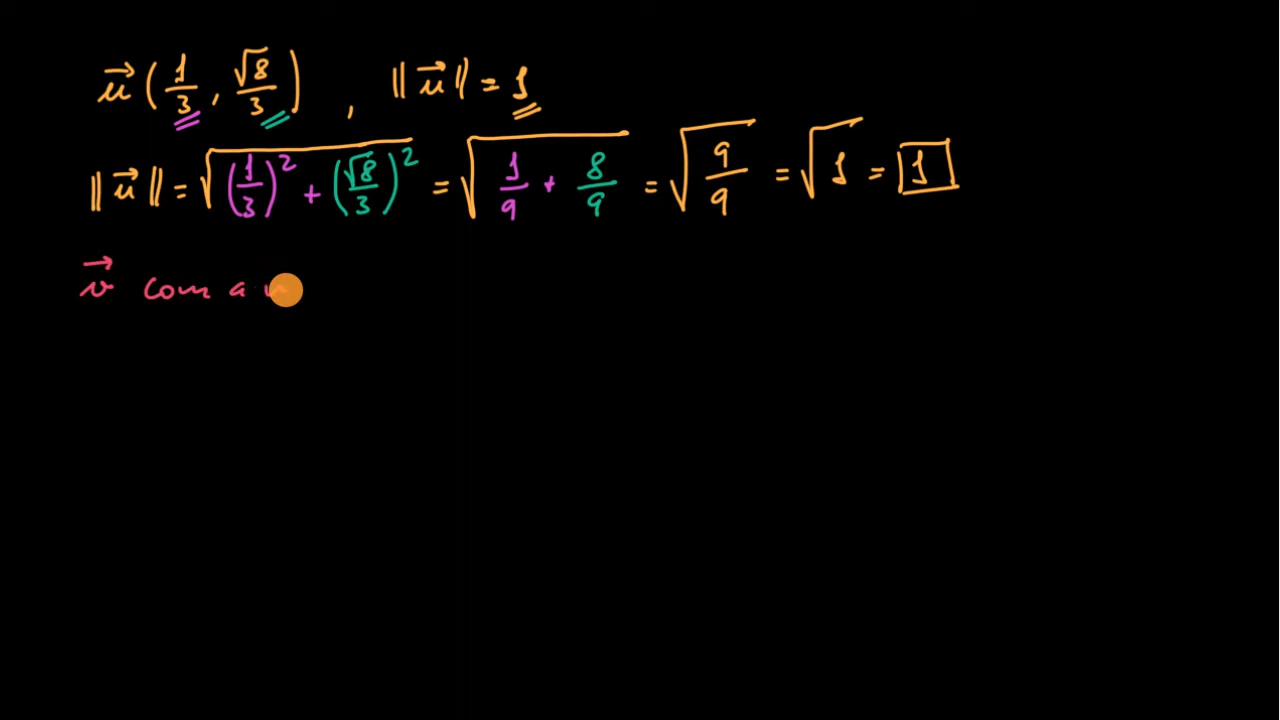 u⃗ (1/3, √8/3) , ‖u⃗‖ = 1
‖u⃗‖ = √((1/3)² + (√8/3)²) = √(1/9 + 8/9) = √(9/9) = √1 = 1
v⃗ com a